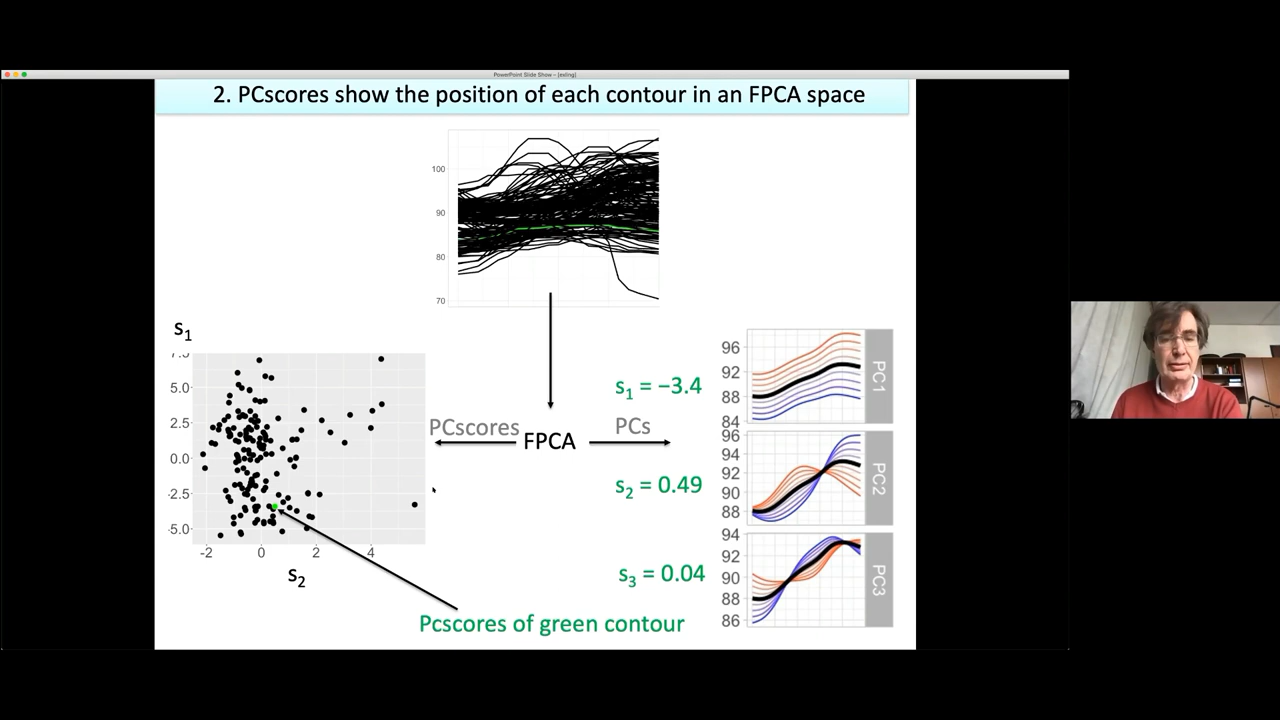 PowerPoint Slide Show - [exling]
2. PCscores show the position of each contour in an FPCA space
100
90
80
70
s1
7.5
5.0
2.5
0.0
-2.5
-5.0
-2 0 2 4
s2
PCscores
FPCA
PCs
s1 = −3.4
s2 = 0.49
s3 = 0.04
96
92
88
84
PC1
96
94
92
90
88
PC2
94
92
90
88
86
PC3
Pcscores of green contour